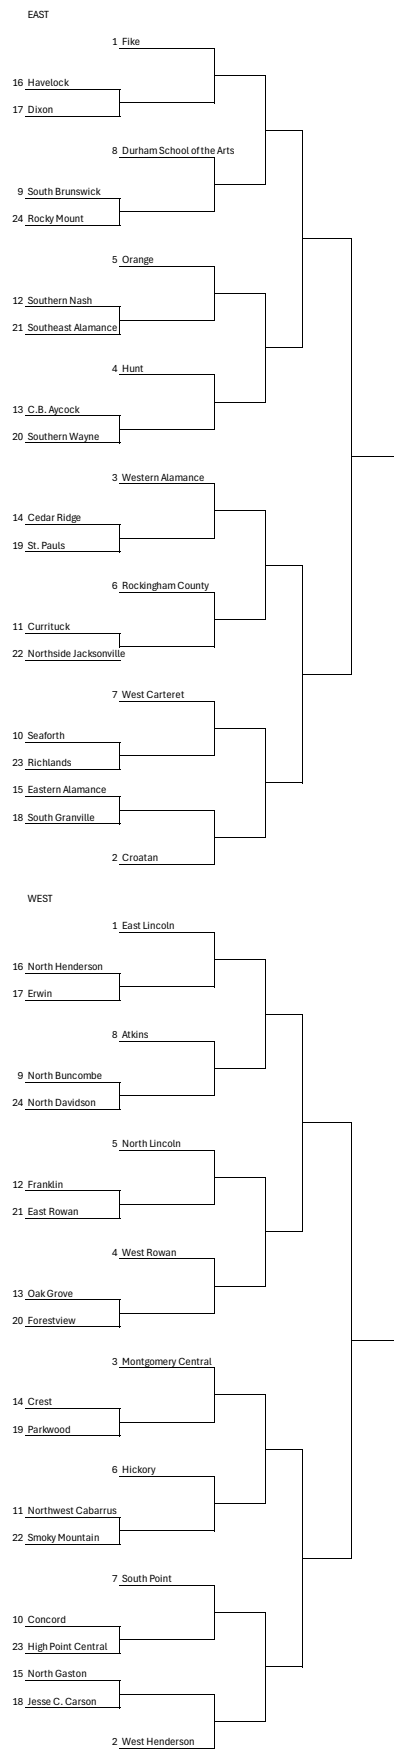 EAST
1 Fike
16 Havelock
17 Dixon
8 Durham School of the Arts
9 South Brunswick
24 Rocky Mount
5 Orange
12 Southern Nash
21 Southeast Alamance
4 Hunt
13 C.B. Aycock
20 Southern Wayne
3 Western Alamance
14 Cedar Ridge
19 St. Pauls
6 Rockingham County
11 Currituck
22 Northside Jacksonville
7 West Carteret
10 Seaforth
23 Richlands
15 Eastern Alamance
18 South Granville
2 Croatan
WEST
1 East Lincoln
16 North Henderson
17 Erwin
8 Atkins
9 North Buncombe
24 North Davidson
5 North Lincoln
12 Franklin
21 East Rowan
4 West Rowan
13 Oak Grove
20 Forestview
3 Montgomery Central
14 Crest
19 Parkwood
6 Hickory
11 Northwest Cabarrus
22 Smoky Mountain
7 South Point
10 Concord
23 High Point Central
15 North Gaston
18 Jesse C. Carson
2 West Henderson